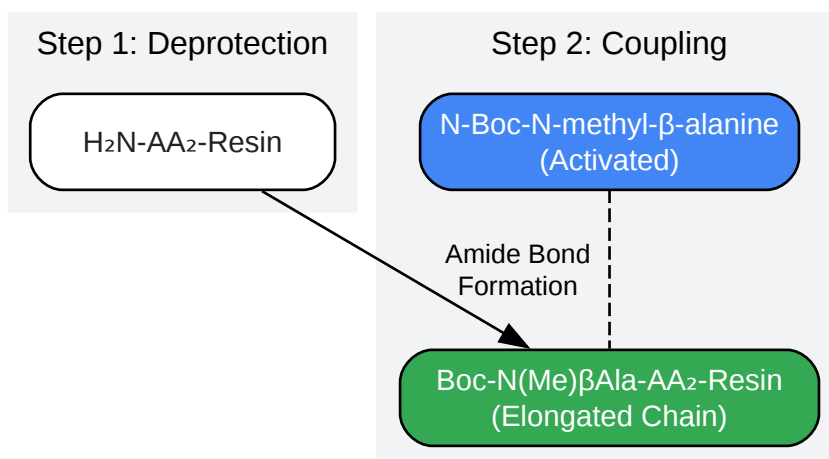 Step 1: Deprotection
H₂N-AA₂-Resin
Step 2: Coupling
N-Boc-N-methyl-β-alanine
(Activated)
Amide Bond
Formation
Boc-N(Me)βAla-AA₂-Resin
(Elongated Chain)